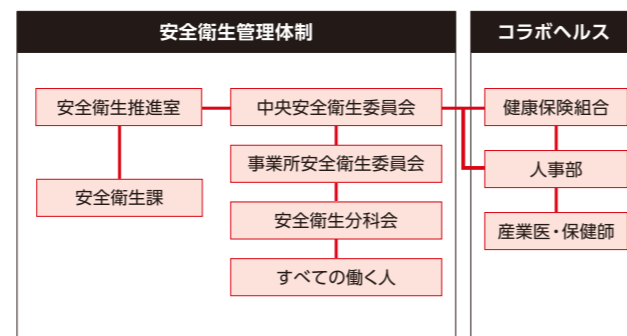 安全衛生管理体制
コラボヘルス
安全衛生推進室
中央安全衛生委員会
健康保険組合
事業所安全衛生委員会
人事部
安全衛生課
安全衛生分科会
産業医・保健師
すべての働く人